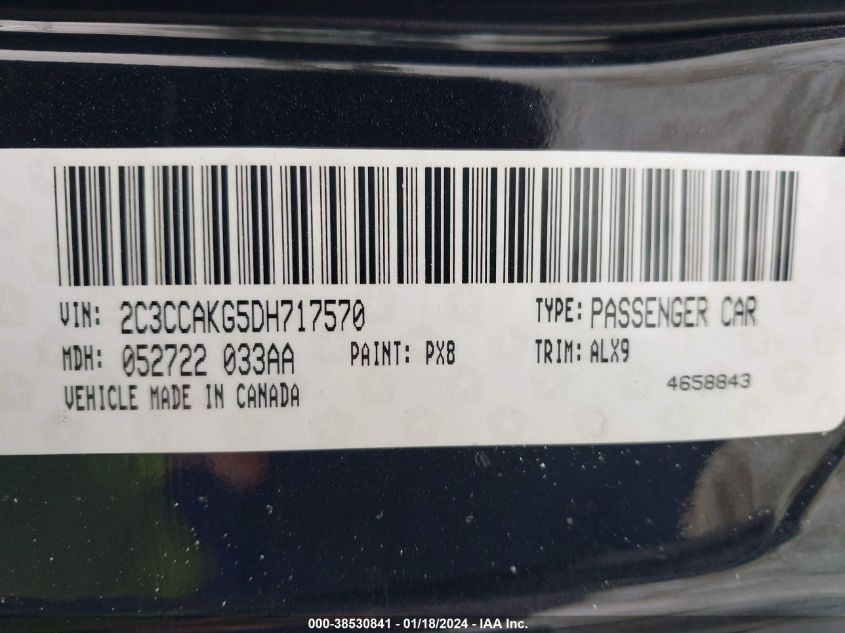 VIN: 2C3CCAKG5DH717570 TYPE: PASSENGER CAR
MDH: 052722 033AA PAINT: PX8 TRIM: ALX9
VEHICLE MADE IN CANADA 4658843
000-38530841 - 01/18/2024 - IAA Inc.